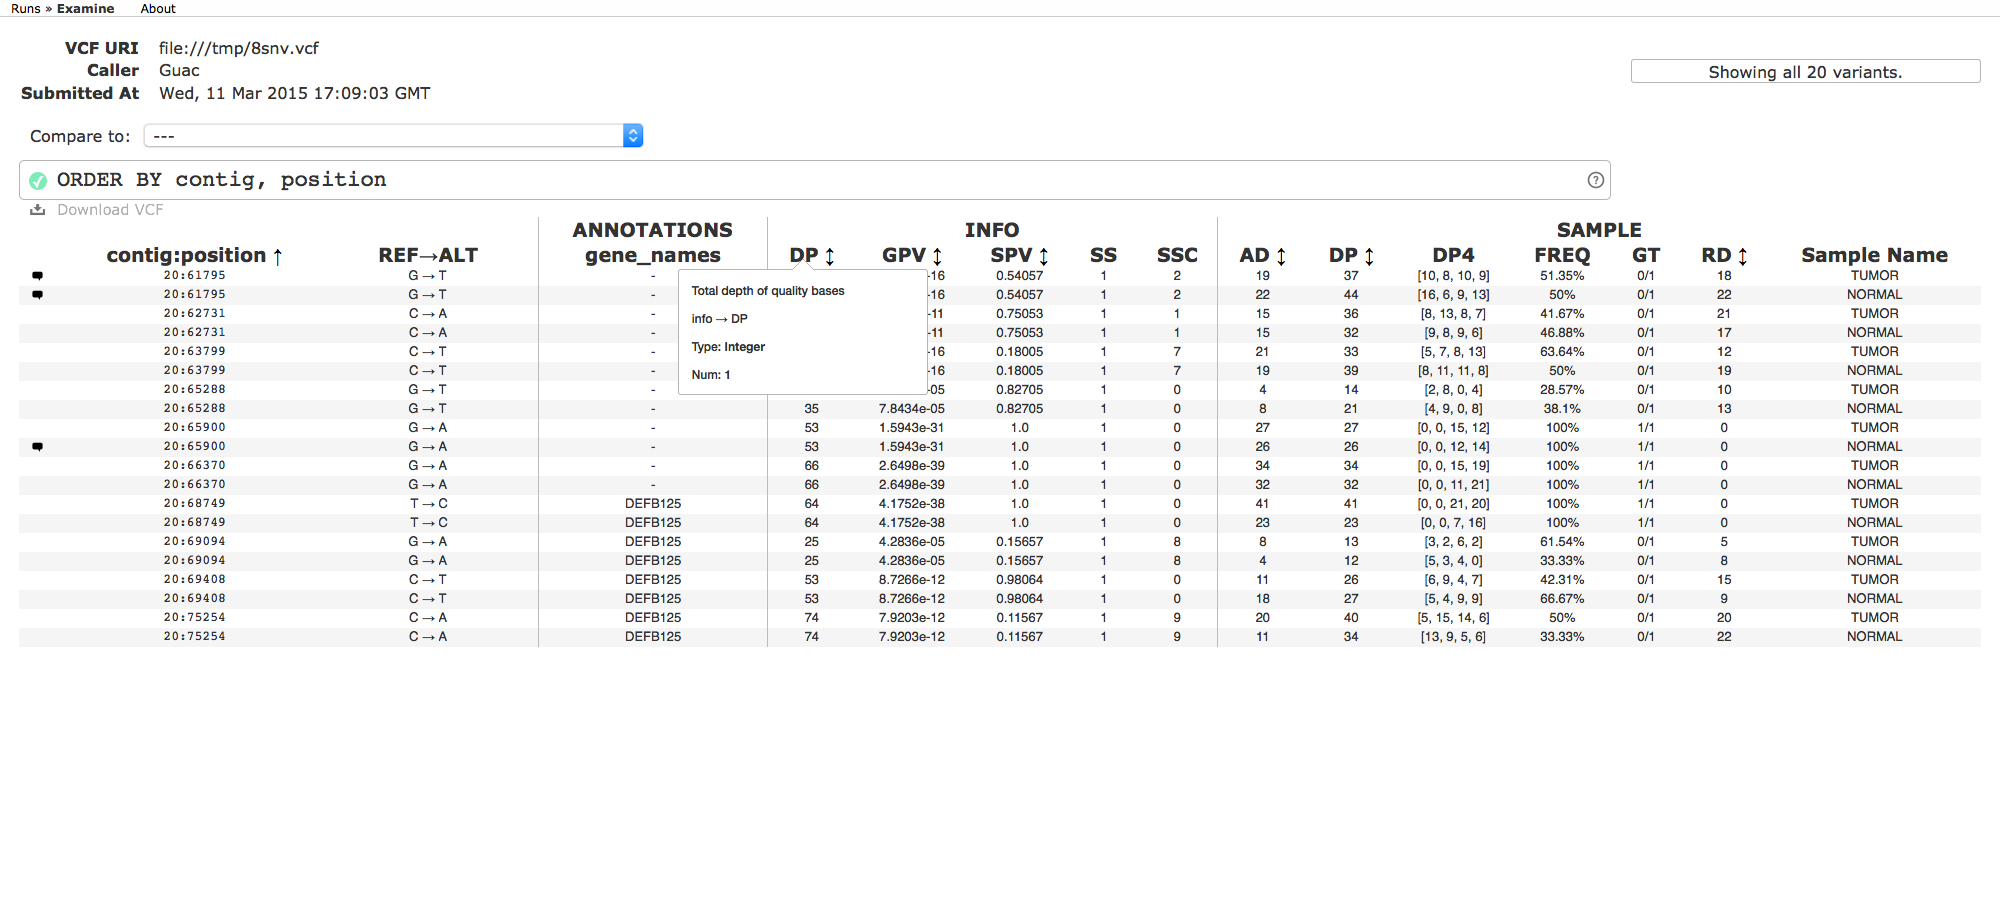 Runs » Examine About
VCF URI file:///tmp/8snv.vcf
Caller Guac
Submitted At Wed, 11 Mar 2015 17:09:03 GMT
Showing all 20 variants.
Compare to: ---
ORDER BY contig, position
Download VCF
ANNOTATIONS INFO SAMPLE
contig:position ↑ REF→ALT gene_names DP ↕ GPV ↕ SPV ↕ SS SSC AD ↕ DP ↕ DP4 FREQ GT RD ↕ Sample Name
20:61795 G → T - -16 0.54057 1 2 19 37 [10, 8, 10, 9] 51.35% 0/1 18 TUMOR
20:61795 G → T - -16 0.54057 1 2 22 44 [16, 6, 9, 13] 50% 0/1 22 NORMAL
20:62731 C → A - -11 0.75053 1 1 15 36 [8, 13, 8, 7] 41.67% 0/1 21 TUMOR
20:62731 C → A - -11 0.75053 1 1 15 32 [9, 8, 9, 6] 46.88% 0/1 17 NORMAL
20:63799 C → T - -16 0.18005 1 7 21 33 [5, 7, 8, 13] 63.64% 0/1 12 TUMOR
20:63799 C → T - -16 0.18005 1 7 19 39 [8, 11, 11, 8] 50% 0/1 19 NORMAL
20:65288 G → T - -05 0.82705 1 0 4 14 [2, 8, 0, 4] 28.57% 0/1 10 TUMOR
Total depth of quality bases
info → DP
Type: Integer
Num: 1
20:65288 G → T - 35 7.8434e-05 0.82705 1 0 8 21 [4, 9, 0, 8] 38.1% 0/1 13 NORMAL
20:65900 G → A - 53 1.5943e-31 1.0 1 0 27 27 [0, 0, 15, 12] 100% 1/1 0 TUMOR
20:65900 G → A - 53 1.5943e-31 1.0 1 0 26 26 [0, 0, 12, 14] 100% 1/1 0 NORMAL
20:66370 G → A - 66 2.6498e-39 1.0 1 0 34 34 [0, 0, 15, 19] 100% 1/1 0 TUMOR
20:66370 G → A - 66 2.6498e-39 1.0 1 0 32 32 [0, 0, 11, 21] 100% 1/1 0 NORMAL
20:68749 T → C DEFB125 64 4.1752e-38 1.0 1 0 41 41 [0, 0, 21, 20] 100% 1/1 0 TUMOR
20:68749 T → C DEFB125 64 4.1752e-38 1.0 1 0 23 23 [0, 0, 7, 16] 100% 1/1 0 NORMAL
20:69094 G → A DEFB125 25 4.2836e-05 0.15657 1 8 8 13 [3, 2, 6, 2] 61.54% 0/1 5 TUMOR
20:69094 G → A DEFB125 25 4.2836e-05 0.15657 1 8 4 12 [5, 3, 4, 0] 33.33% 0/1 8 NORMAL
20:69408 C → T DEFB125 53 8.7266e-12 0.98064 1 0 11 26 [6, 9, 4, 7] 42.31% 0/1 15 TUMOR
20:69408 C → T DEFB125 53 8.7266e-12 0.98064 1 0 18 27 [5, 4, 9, 9] 66.67% 0/1 9 NORMAL
20:75254 C → A DEFB125 74 7.9203e-12 0.11567 1 9 20 40 [5, 15, 14, 6] 50% 0/1 20 TUMOR
20:75254 C → A DEFB125 74 7.9203e-12 0.11567 1 9 11 34 [13, 9, 5, 6] 33.33% 0/1 22 NORMAL